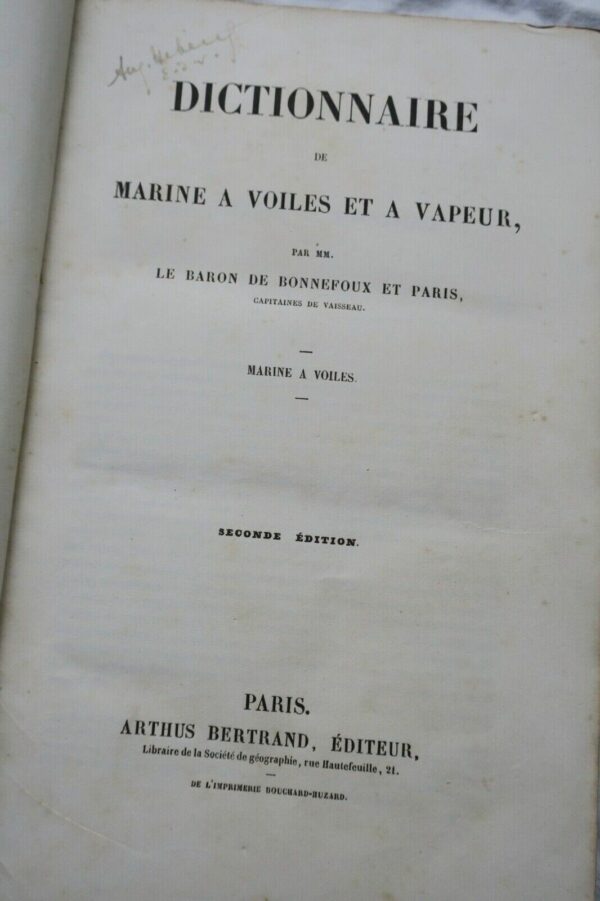 DICTIONNAIRE
DE
MARINE A VOILES ET A VAPEUR,
PAR MM.
LE BARON DE BONNEFOUX ET PARIS,
CAPITAINES DE VAISSEAU.
MARINE A VOILES.
SECONDE ÉDITION.
PARIS.
ARTHUS BERTRAND, ÉDITEUR,
Libraire de la Société de géographie, rue Hautefeuille, 21.
DE L'IMPRIMERIE BOUCHARD-HUZARD.